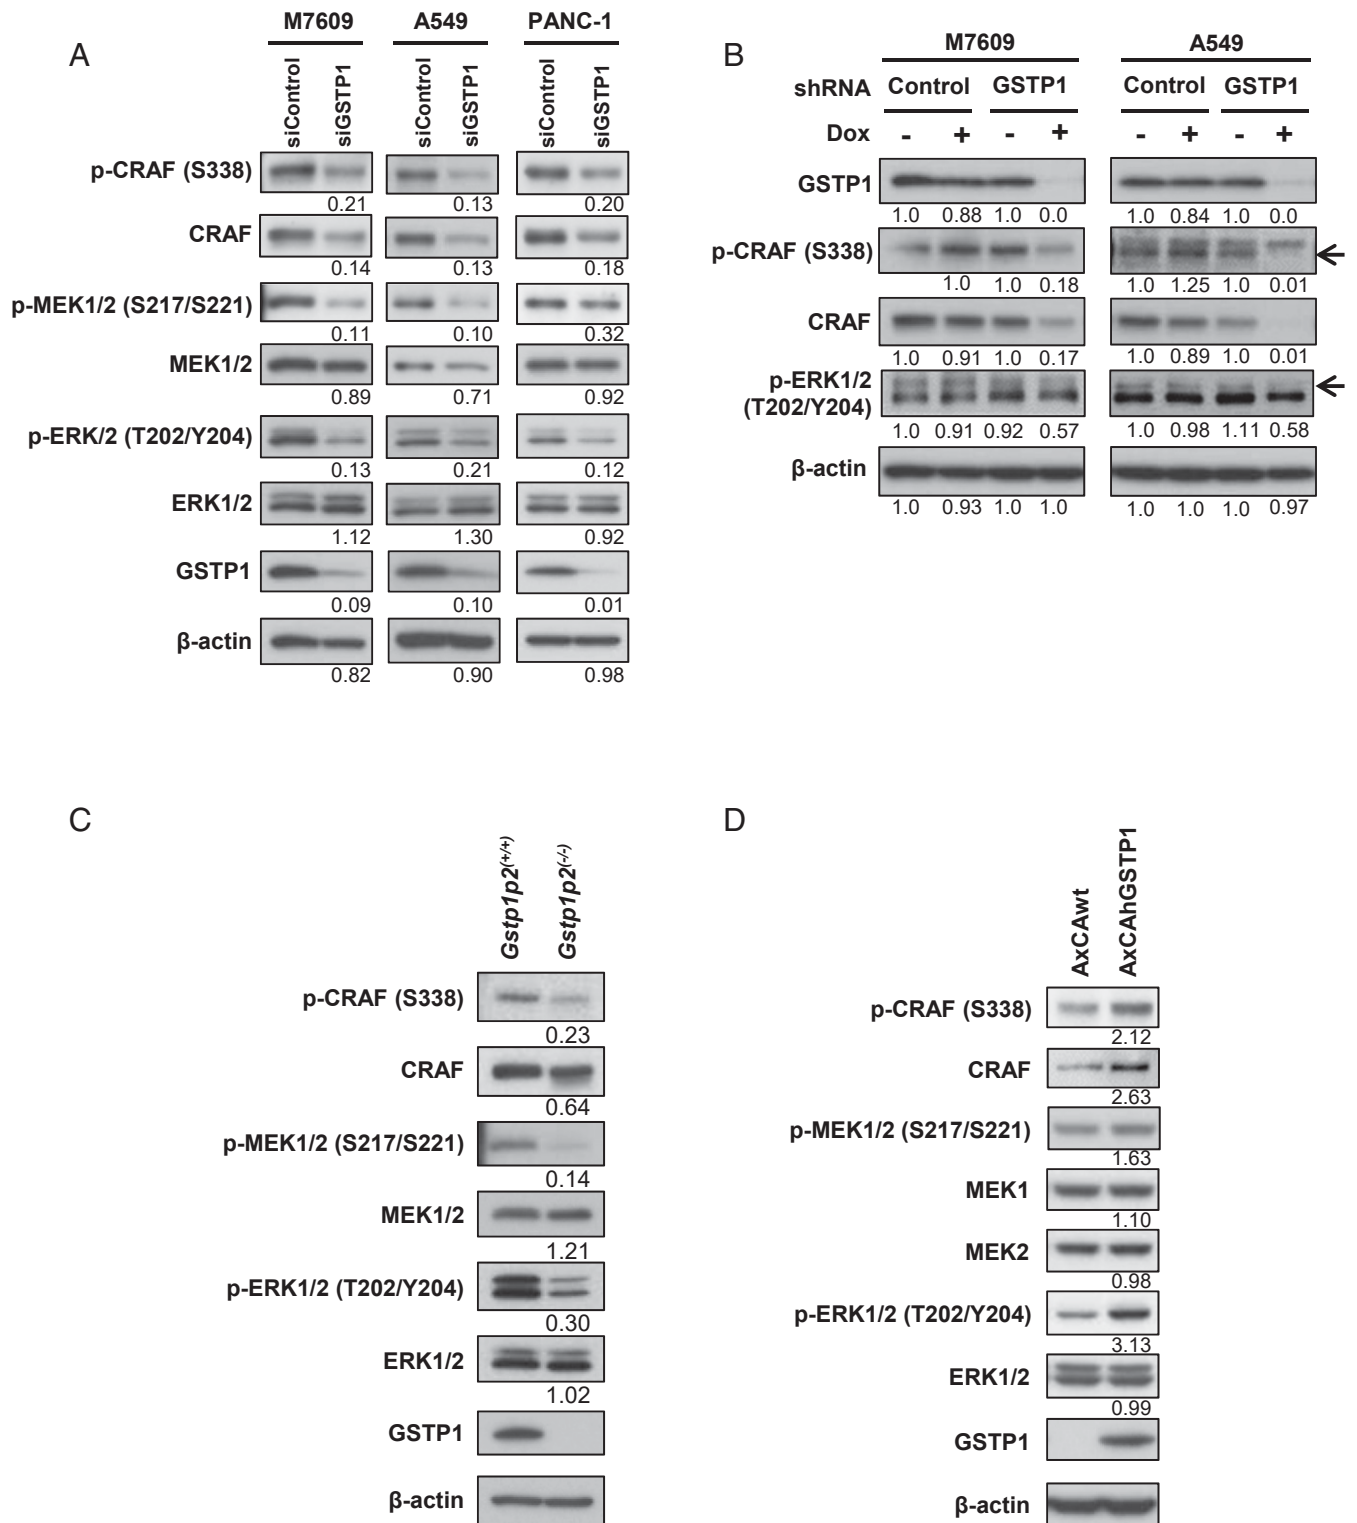 A
M7609 A549 PANC-1
siControl siGSTP1 siControl siGSTP1 siControl siGSTP1
p-CRAF (S338)
0.21 0.13 0.20
CRAF
0.14 0.13 0.18
p-MEK1/2 (S217/S221)
0.11 0.10 0.32
MEK1/2
0.89 0.71 0.92
p-ERK/2 (T202/Y204)
0.13 0.21 0.12
ERK1/2
1.12 1.30 0.92
GSTP1
0.09 0.10 0.01
β-actin
0.82 0.90 0.98
B
M7609 A549
shRNA Control GSTP1 Control GSTP1
Dox - + - + - + - +
GSTP1
1.0 0.88 1.0 0.0 1.0 0.84 1.0 0.0
p-CRAF (S338)
1.0 1.0 0.18 1.0 1.25 1.0 0.01
CRAF
1.0 0.91 1.0 0.17 1.0 0.89 1.0 0.01
p-ERK1/2
(T202/Y204)
1.0 0.91 0.92 0.57 1.0 0.98 1.11 0.58
β-actin
1.0 0.93 1.0 1.0 1.0 1.0 1.0 0.97
C
Gstp1p2(+/+) Gstp1p2(-/-)
p-CRAF (S338)
0.23
CRAF
0.64
p-MEK1/2 (S217/S221)
0.14
MEK1/2
1.21
p-ERK1/2 (T202/Y204)
0.30
ERK1/2
1.02
GSTP1
β-actin
D
AxCAwt AxCAhGSTP1
p-CRAF (S338)
2.12
CRAF
2.63
p-MEK1/2 (S217/S221)
1.63
MEK1
1.10
MEK2
0.98
p-ERK1/2 (T202/Y204)
3.13
ERK1/2
0.99
GSTP1
β-actin